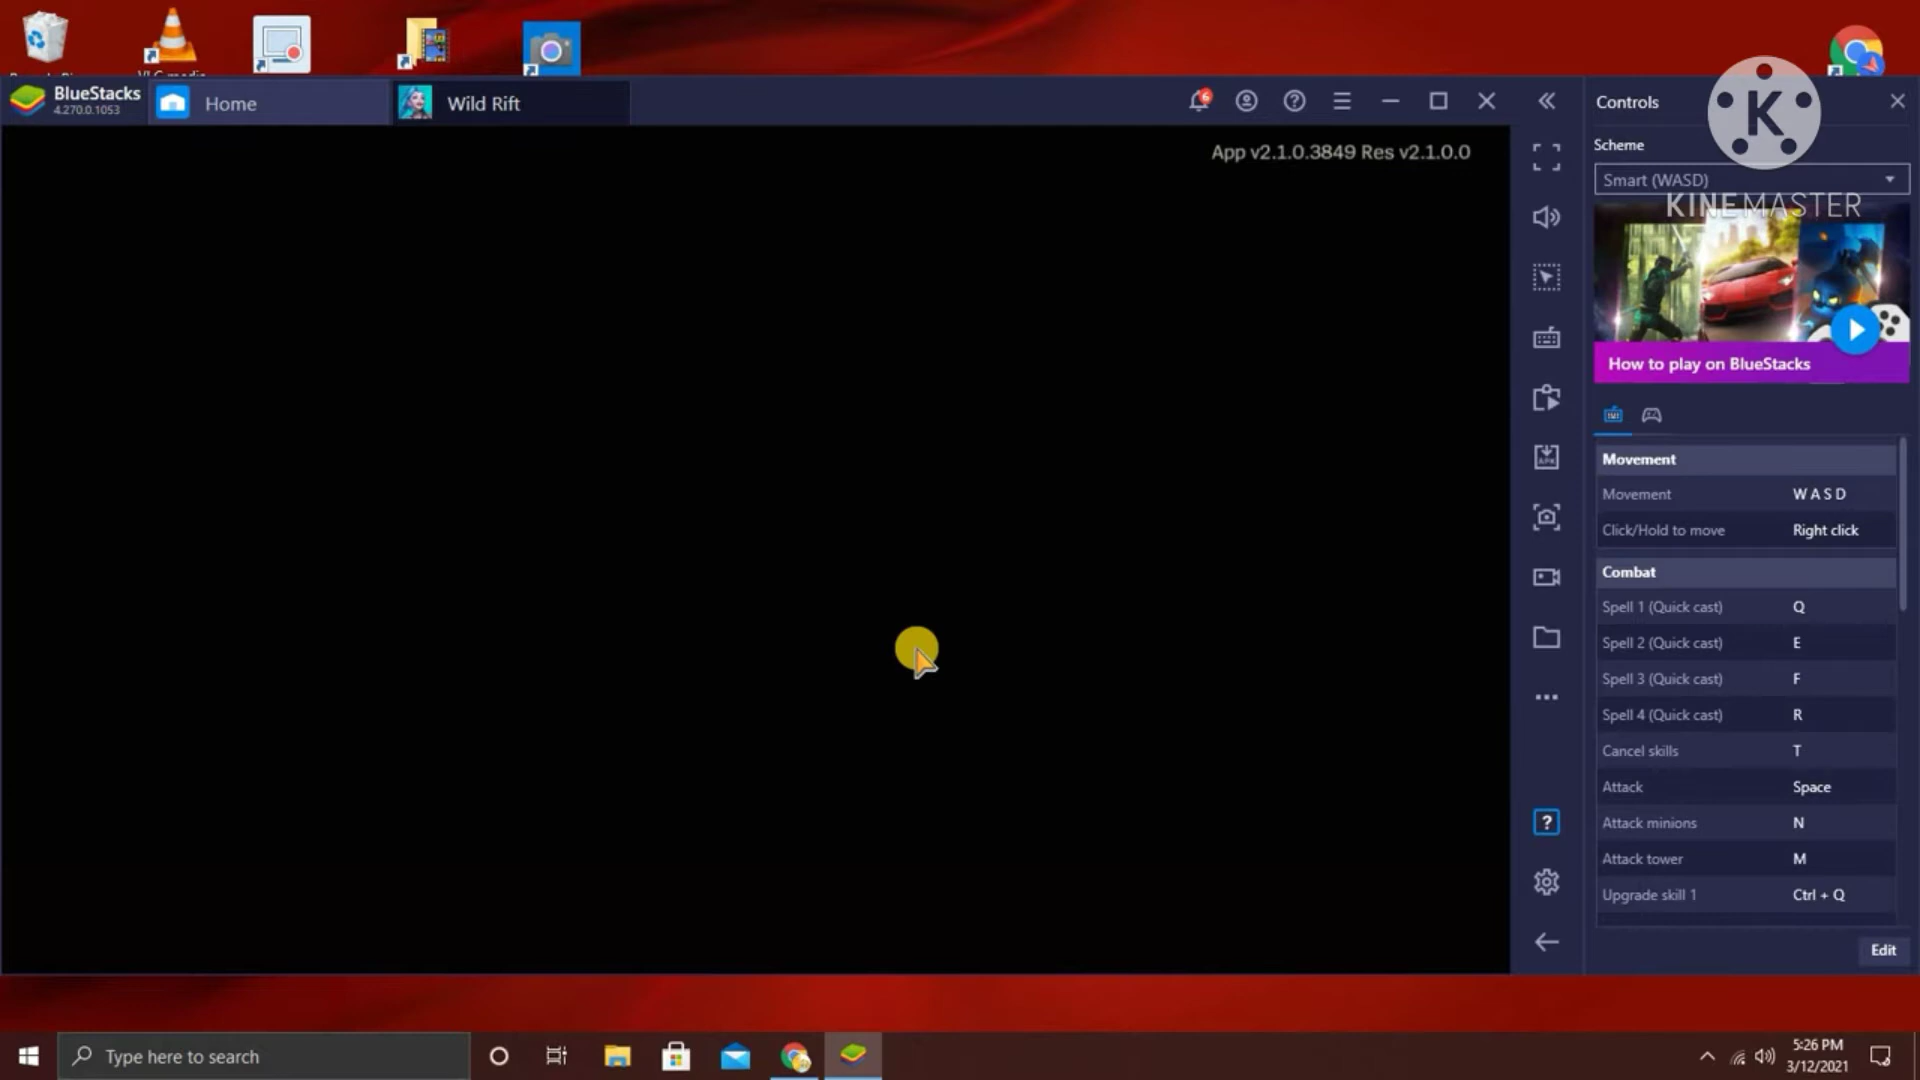 BlueStacks
4.270.0.1053
Home
Wild Rift
6
App v2.1.0.3849 Res v2.1.0.0
Controls
Scheme
Smart (WASD)
K
KINEMASTER
How to play on BlueStacks
Movement
Movement W A S D
Click/Hold to move Right click
Combat
Spell 1 (Quick cast) Q
Spell 2 (Quick cast) E
Spell 3 (Quick cast) F
Spell 4 (Quick cast) R
Cancel skills T
Attack Space
Attack minions N
Attack tower M
Upgrade skill 1 Ctrl + Q
Edit
Type here to search
5:26 PM
3/12/2021